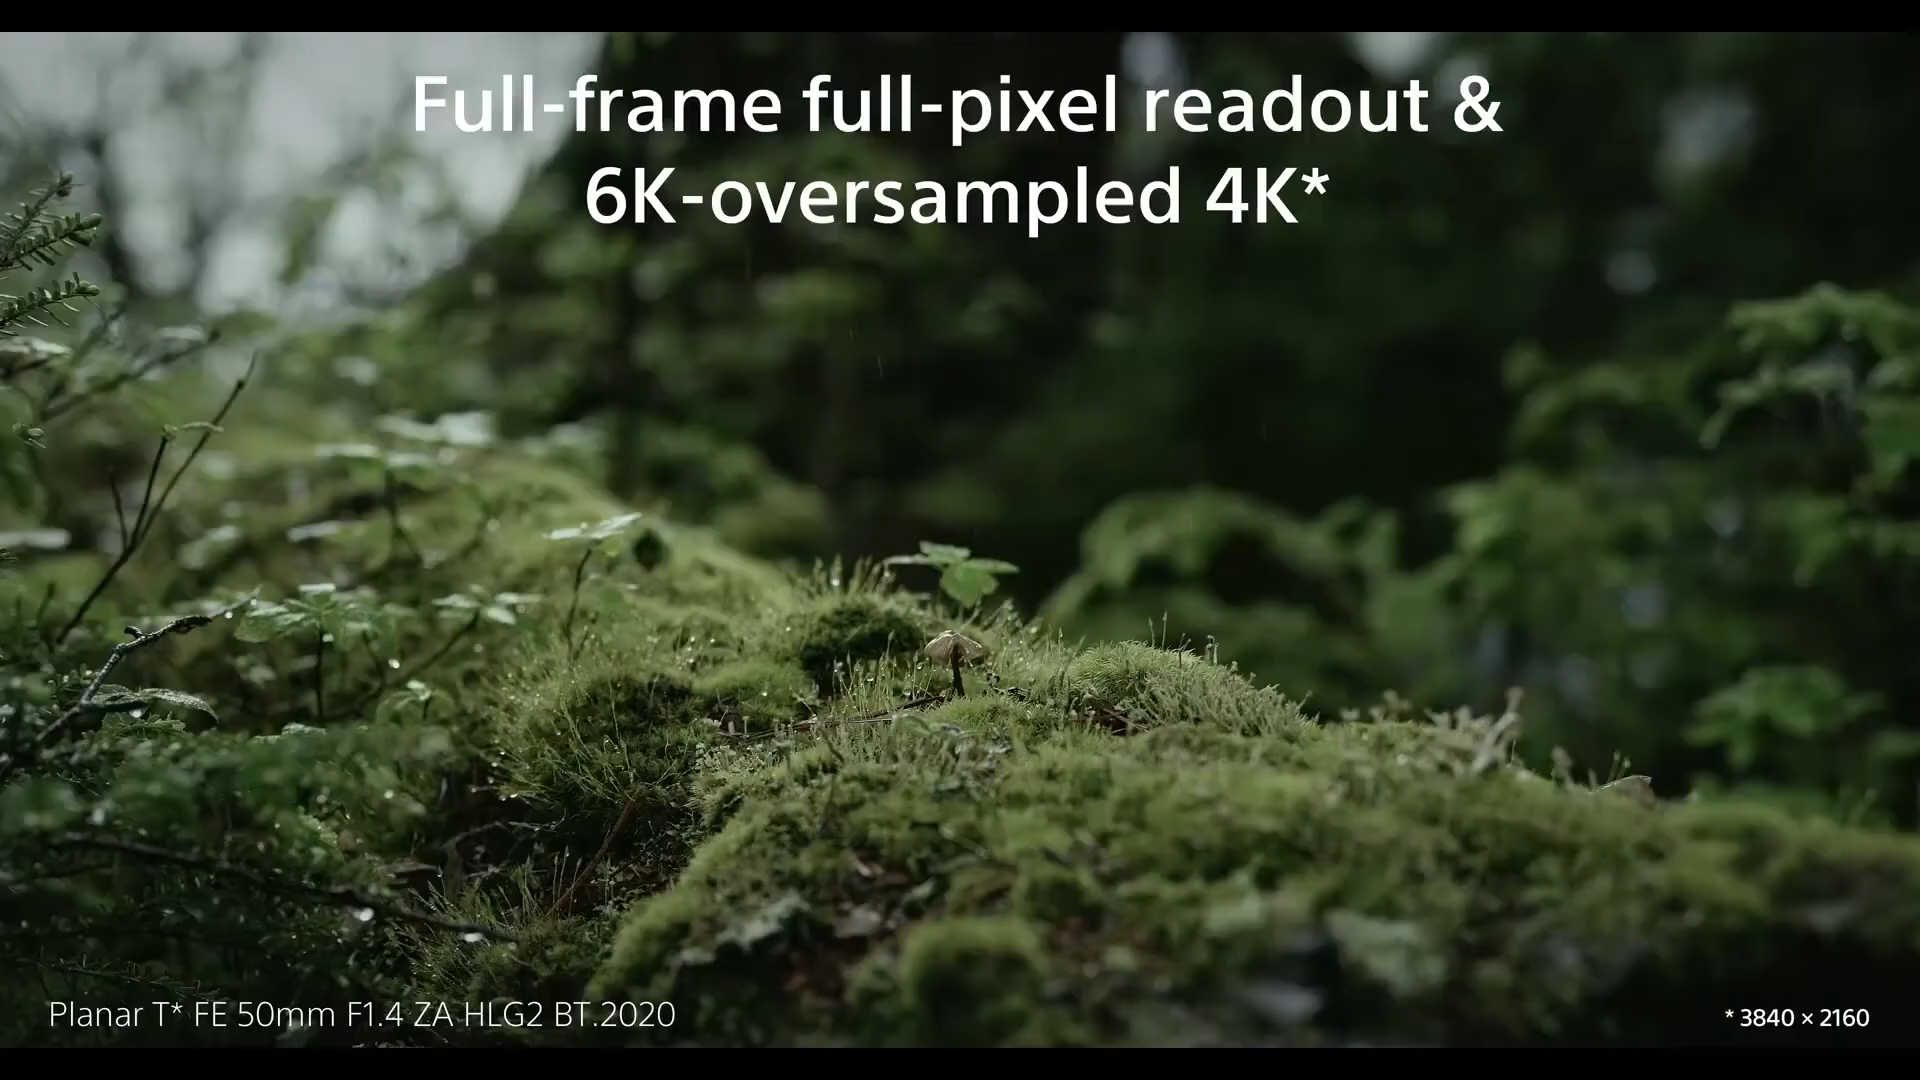 Full-frame full-pixel readout &
6K-oversampled 4K*
Planar T* FE 50mm F1.4 ZA HLG2 BT.2020
* 3840 × 2160